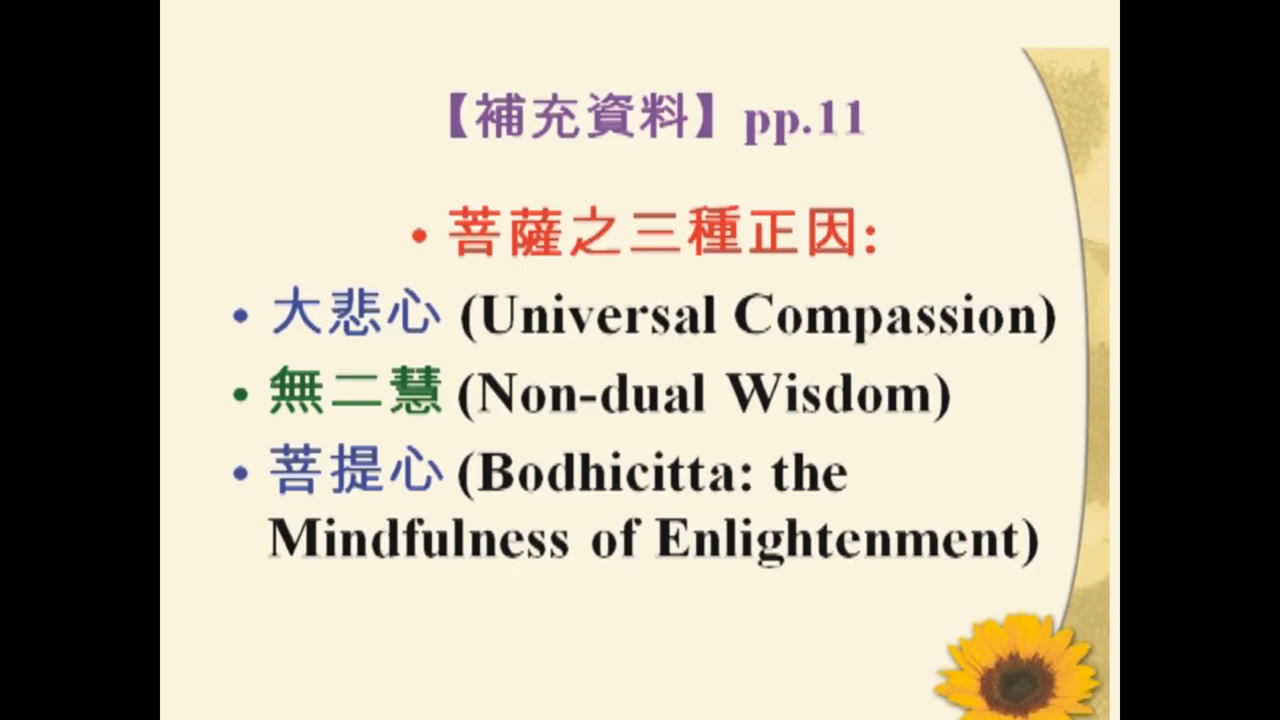 【補充資料】pp.11
• 菩薩之三種正因:
• 大悲心 (Universal Compassion)
• 無二慧 (Non-dual Wisdom)
• 菩提心 (Bodhicitta: the
Mindfulness of Enlightenment)